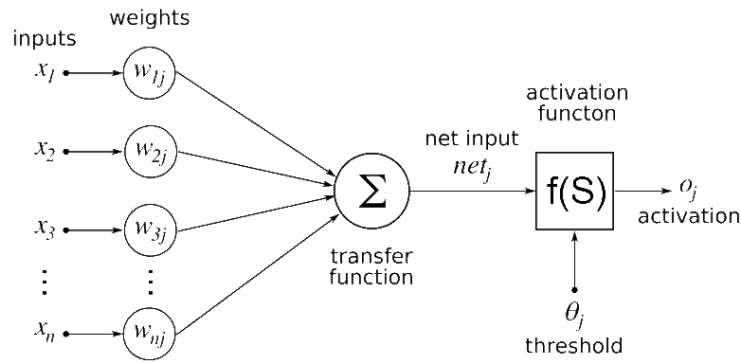 weights
inputs
x₁
w₁ⱼ
activation
functon
x₂
w₂ⱼ
net input
netⱼ
Σ
f(S)
oⱼ
activation
x₃
w₃ⱼ
transfer
function
⋮
⋮
xₙ
wₙⱼ
θⱼ
threshold